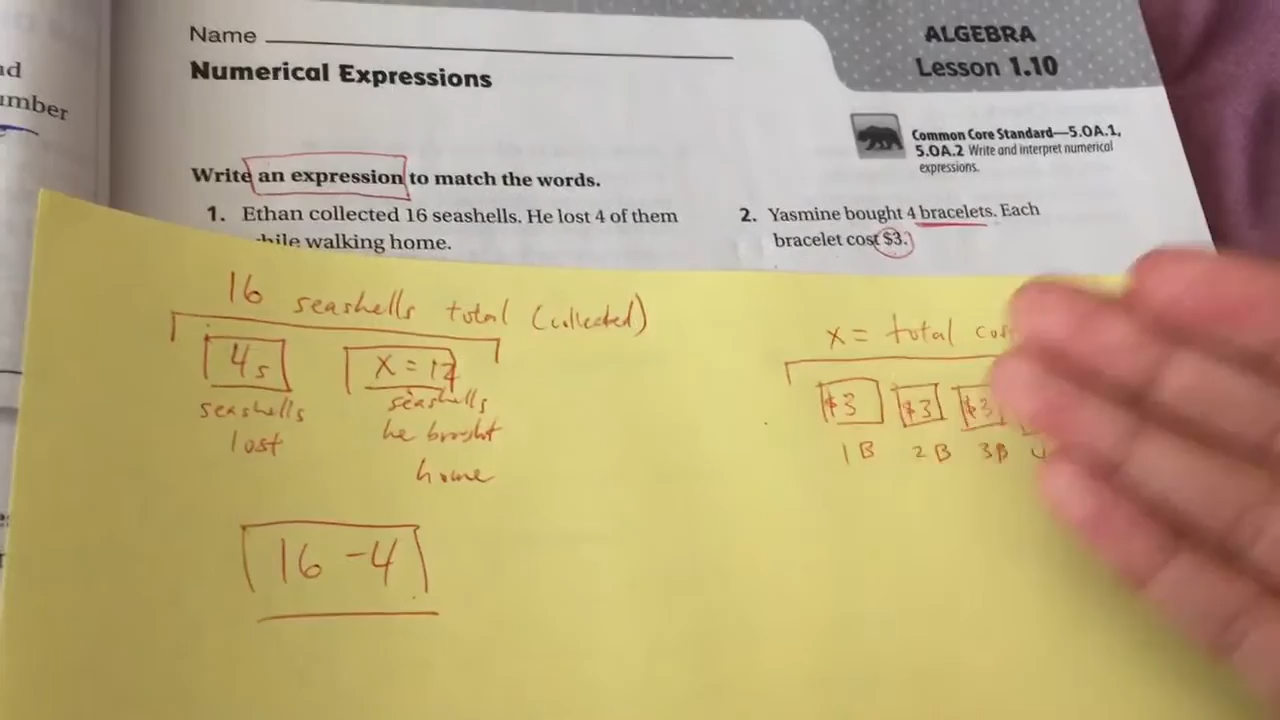 Name
ALGEBRA
Lesson 1.10
Numerical Expressions
Common Core Standard—5.OA.1,
5.OA.2 Write and interpret numerical
expressions.
Write an expression to match the words.
1. Ethan collected 16 seashells. He lost 4 of them
while walking home.
2. Yasmine bought 4 bracelets. Each
bracelet cost $3.
16 seashells total (collected)
4s
x = 12
seashells
lost
seashells
he brought
home
16 - 4
x = total
$3 $3 $3
1B 2B 3B
umber